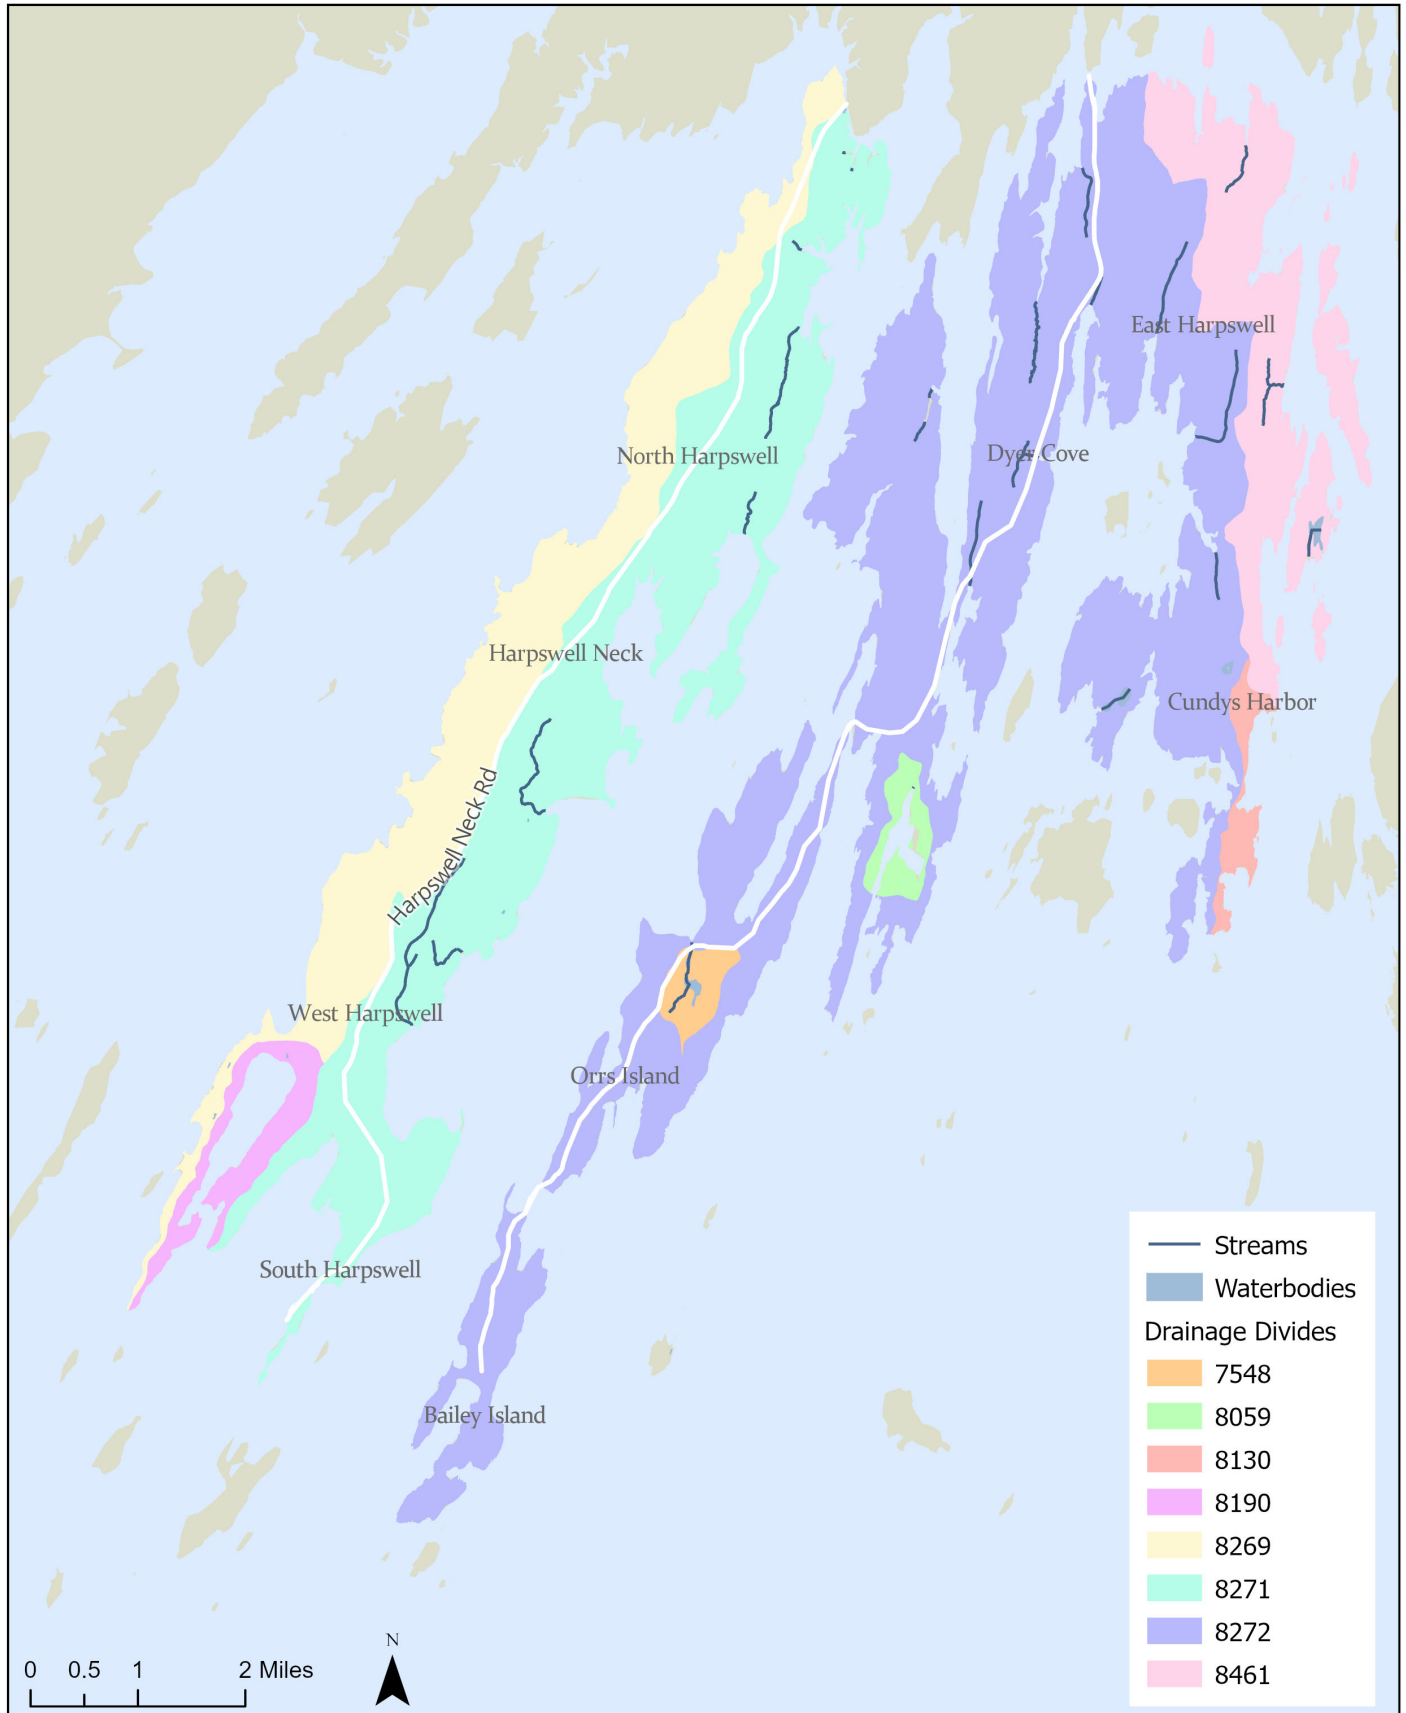 East Harpswell
North Harpswell
Dyer Cove
Harpswell Neck
Cundys Harbor
Harpswell Neck Rd
West Harpswell
Orrs Island
South Harpswell
Bailey Island
Streams
Waterbodies
Drainage Divides
7548
8059
8130
8190
8269
8271
8272
8461
N
0 0.5 1 2 Miles